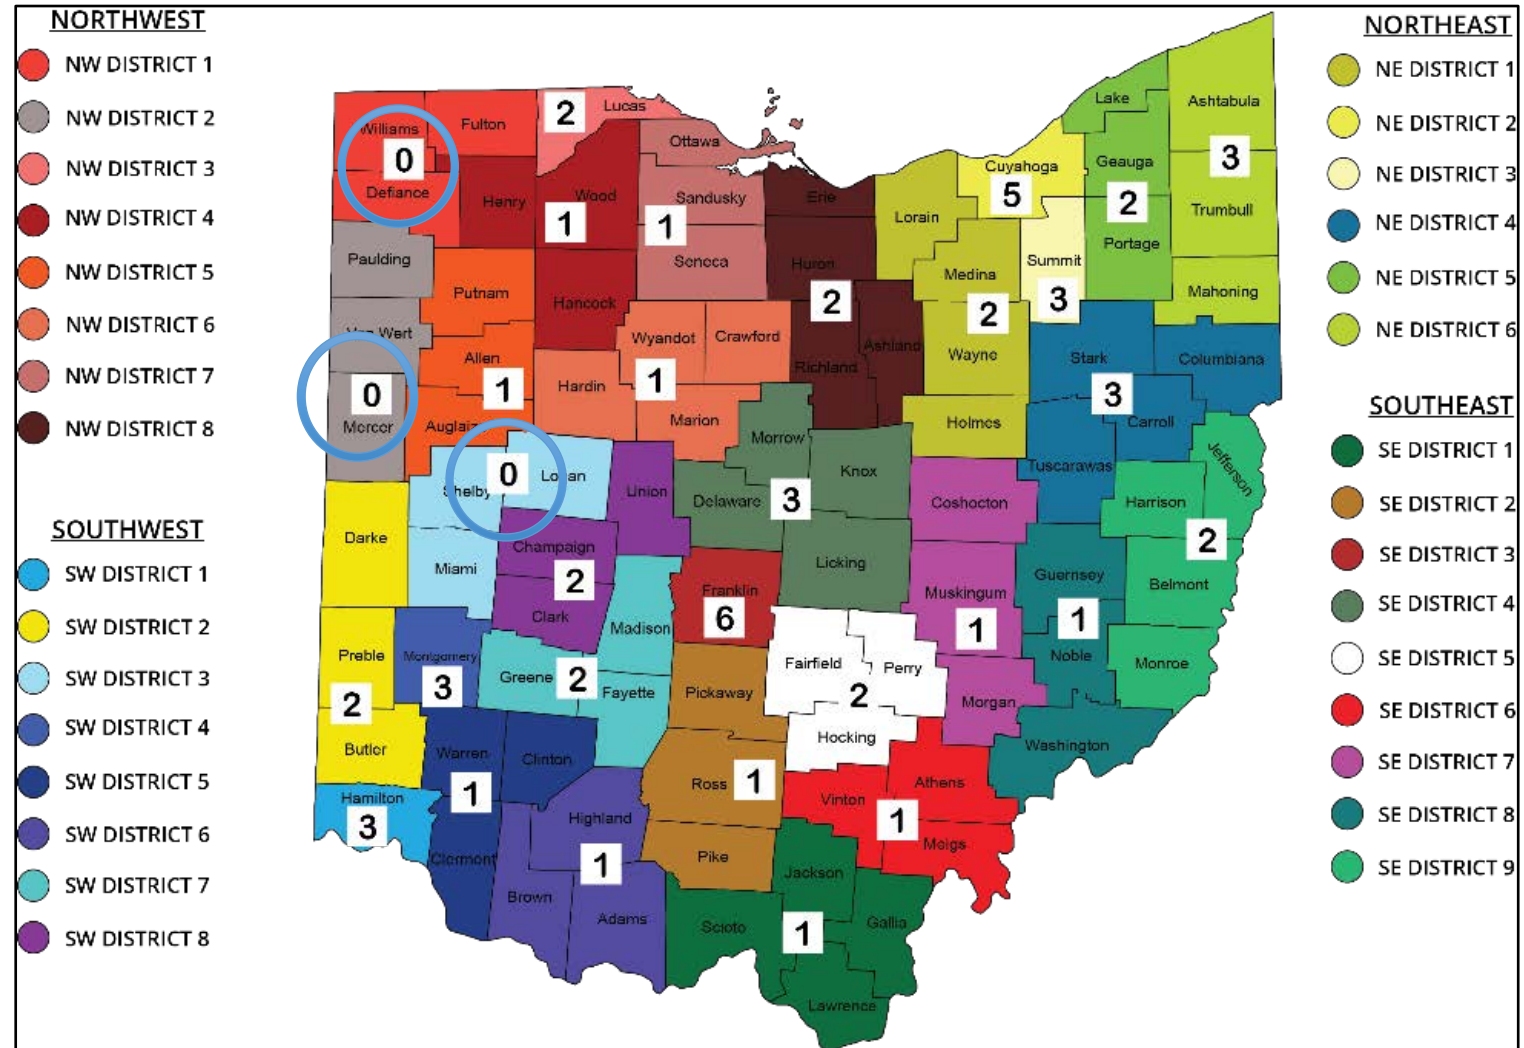 NORTHWEST
NW DISTRICT 1
NW DISTRICT 2
NW DISTRICT 3
NW DISTRICT 4
NW DISTRICT 5
NW DISTRICT 6
NW DISTRICT 7
NW DISTRICT 8
SOUTHWEST
SW DISTRICT 1
SW DISTRICT 2
SW DISTRICT 3
SW DISTRICT 4
SW DISTRICT 5
SW DISTRICT 6
SW DISTRICT 7
SW DISTRICT 8
Williams
Fulton
2
Lucas
0
Defiance
Henry
Wood
1
Ottawa
Sandusky
1
Seneca
Erie
Huron
2
Richland
Ashland
Lorain
Cuyahoga
5
Lake
Geauga
2
Portage
Ashtabula
3
Trumbull
Mahoning
Medina
2
Wayne
Holmes
Summit
3
Paulding
Van Wert
0
Mercer
Putnam
Allen
1
Auglaize
Hancock
Hardin
Wyandot
Crawford
1
Marion
Morrow
Knox
Delaware
3
Licking
Stark
Columbiana
3
Carroll
Tuscarawas
Jefferson
Harrison
2
Belmont
Monroe
Coshocton
Guernsey
1
Noble
Washington
Muskingum
1
Morgan
Shelby
0
Logan
Miami
Union
Champaign
2
Clark
Darke
Preble
2
Butler
Montgomery
3
Greene
2
Madison
Fayette
Franklin
6
Pickaway
Ross
1
Pike
Fairfield
Perry
2
Hocking
Vinton
Athens
1
Meigs
Warren
Clinton
1
Clermont
Hamilton
3
Highland
1
Brown
Adams
Jackson
Scioto
1
Gallia
Lawrence
NORTHEAST
NE DISTRICT 1
NE DISTRICT 2
NE DISTRICT 3
NE DISTRICT 4
NE DISTRICT 5
NE DISTRICT 6
SOUTHEAST
SE DISTRICT 1
SE DISTRICT 2
SE DISTRICT 3
SE DISTRICT 4
SE DISTRICT 5
SE DISTRICT 6
SE DISTRICT 7
SE DISTRICT 8
SE DISTRICT 9